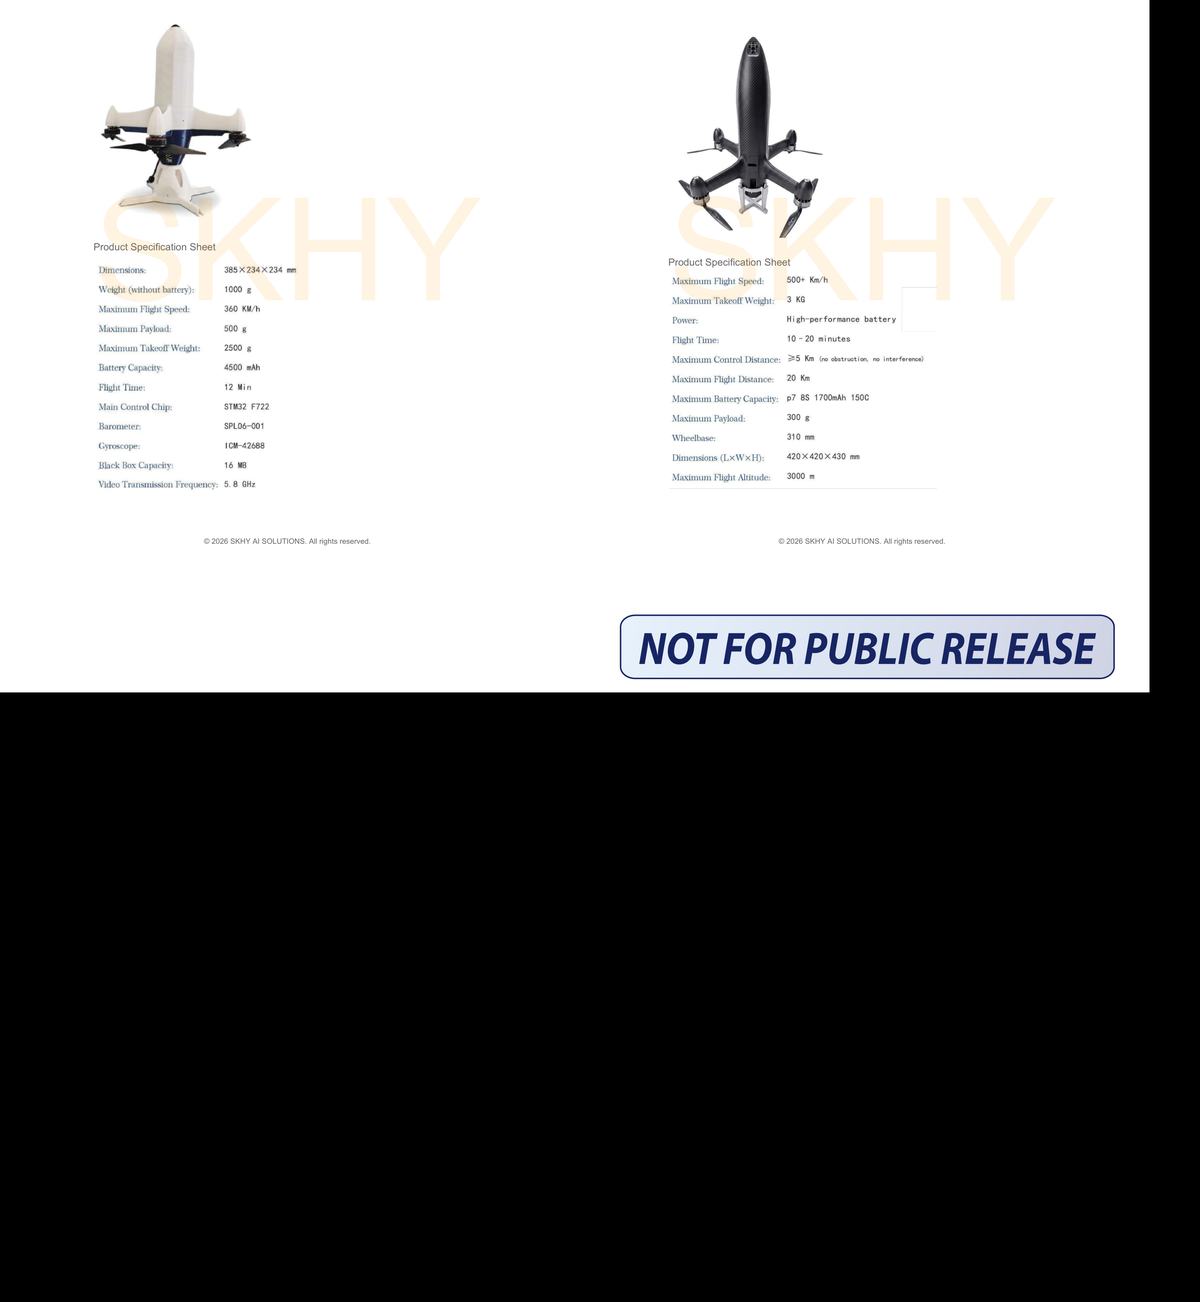 SKHY
Product Specification Sheet
Dimensions: 385×234×234 mm
Weight (without battery): 1000 g
Maximum Flight Speed: 360 KM/h
Maximum Payload: 500 g
Maximum Takeoff Weight: 2500 g
Battery Capacity: 4500 mAh
Flight Time: 12 Min
Main Control Chip: STM32 F722
Barometer: SPL06-001
Gyroscope: ICM-42688
Black Box Capacity: 16 MB
Video Transmission Frequency: 5.8 GHz
© 2026 SKHY AI SOLUTIONS. All rights reserved.
SKHY
Product Specification Sheet
Maximum Flight Speed: 500+ Km/h
Maximum Takeoff Weight: 3 KG
Power: High-performance battery
Flight Time: 10-20 minutes
Maximum Control Distance: ≥5 Km (no obstruction, no interference)
Maximum Flight Distance: 20 Km
Maximum Battery Capacity: p7 8S 1700mAh 150C
Maximum Payload: 300 g
Wheelbase: 310 mm
Dimensions (L×W×H): 420×420×430 mm
Maximum Flight Altitude: 3000 m
© 2026 SKHY AI SOLUTIONS. All rights reserved.
NOT FOR PUBLIC RELEASE